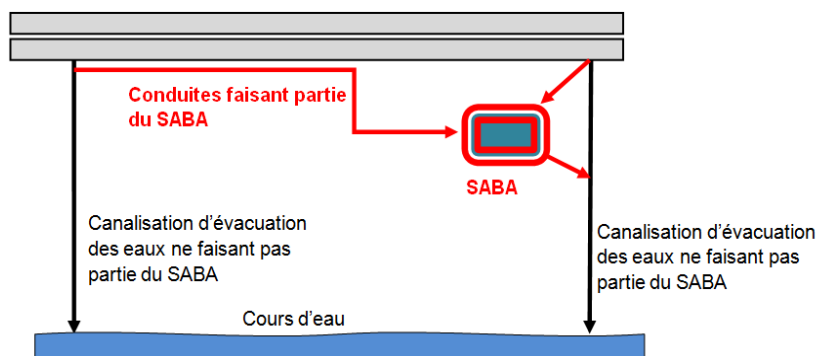 Conduites faisant partie
du SABA
SABA
Canalisation d’évacuation
des eaux ne faisant pas
partie du SABA
Canalisation d’évacuation
des eaux ne faisant pas
partie du SABA
Cours d’eau